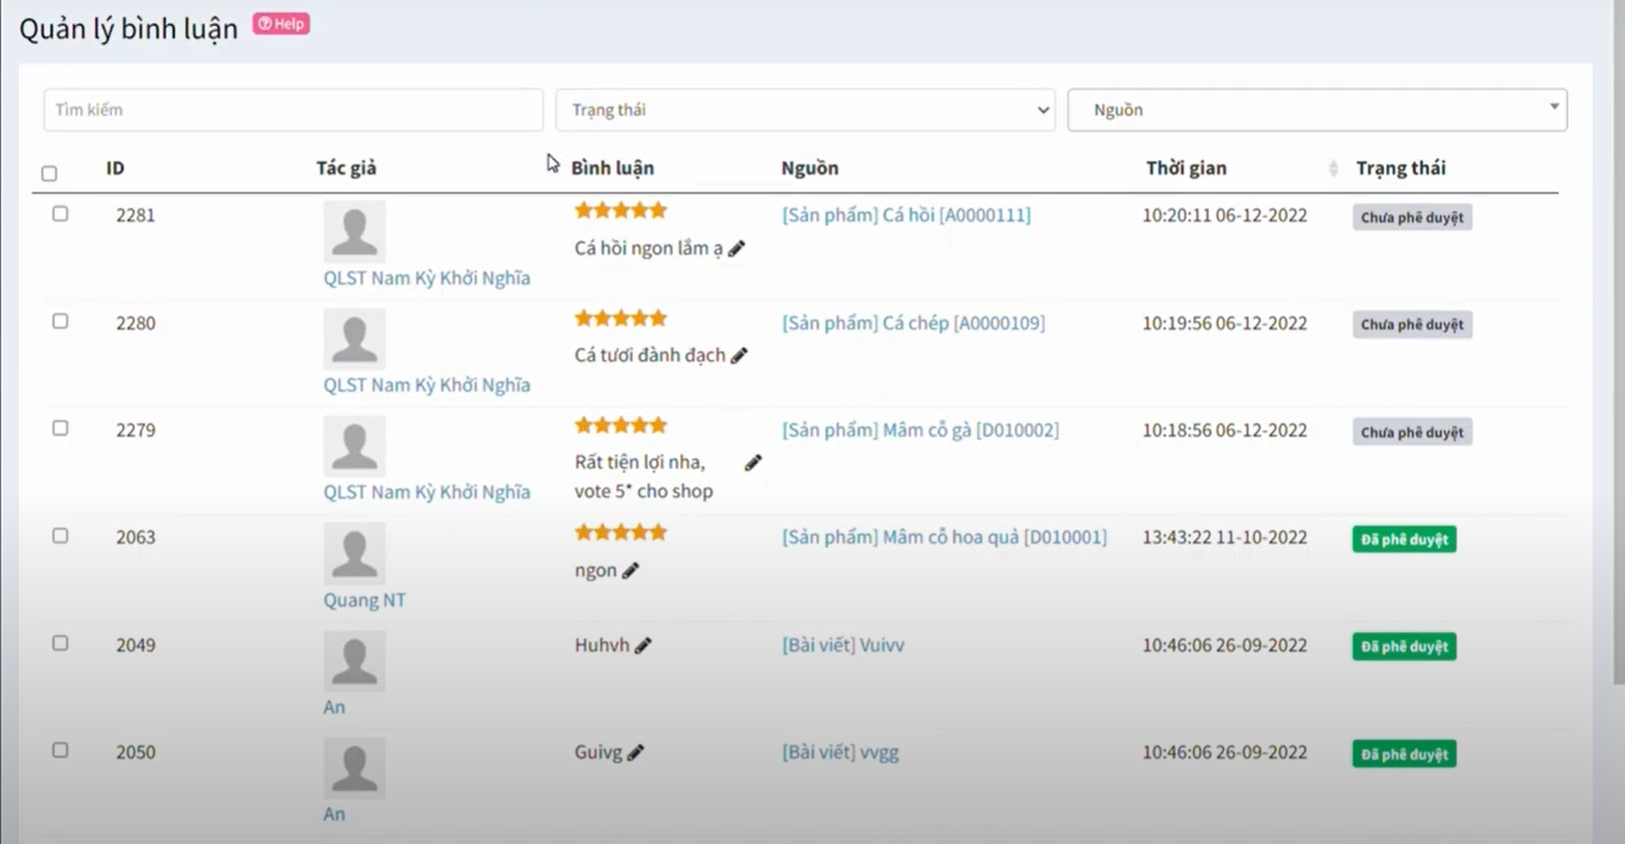 Quản lý bình luận
Help
Tìm kiếm
Trạng thái
Nguồn
ID
Tác giả
Bình luận
Nguồn
Thời gian
Trạng thái
2281
QLST Nam Kỳ Khởi Nghĩa
Cá hồi ngon lắm ạ
[Sản phẩm] Cá hồi [A0000111]
10:20:11 06-12-2022
Chưa phê duyệt
2280
QLST Nam Kỳ Khởi Nghĩa
Cá tươi đành đạch
[Sản phẩm] Cá chép [A0000109]
10:19:56 06-12-2022
Chưa phê duyệt
2279
QLST Nam Kỳ Khởi Nghĩa
Rất tiện lợi nha,
vote 5* cho shop
[Sản phẩm] Mâm cỗ gà [D010002]
10:18:56 06-12-2022
Chưa phê duyệt
2063
Quang NT
ngon
[Sản phẩm] Mâm cỗ hoa quả [D010001]
13:43:22 11-10-2022
Đã phê duyệt
2049
An
Huhvh
[Bài viết] Vuivv
10:46:06 26-09-2022
Đã phê duyệt
2050
An
Guivg
[Bài viết] vvgg
10:46:06 26-09-2022
Đã phê duyệt